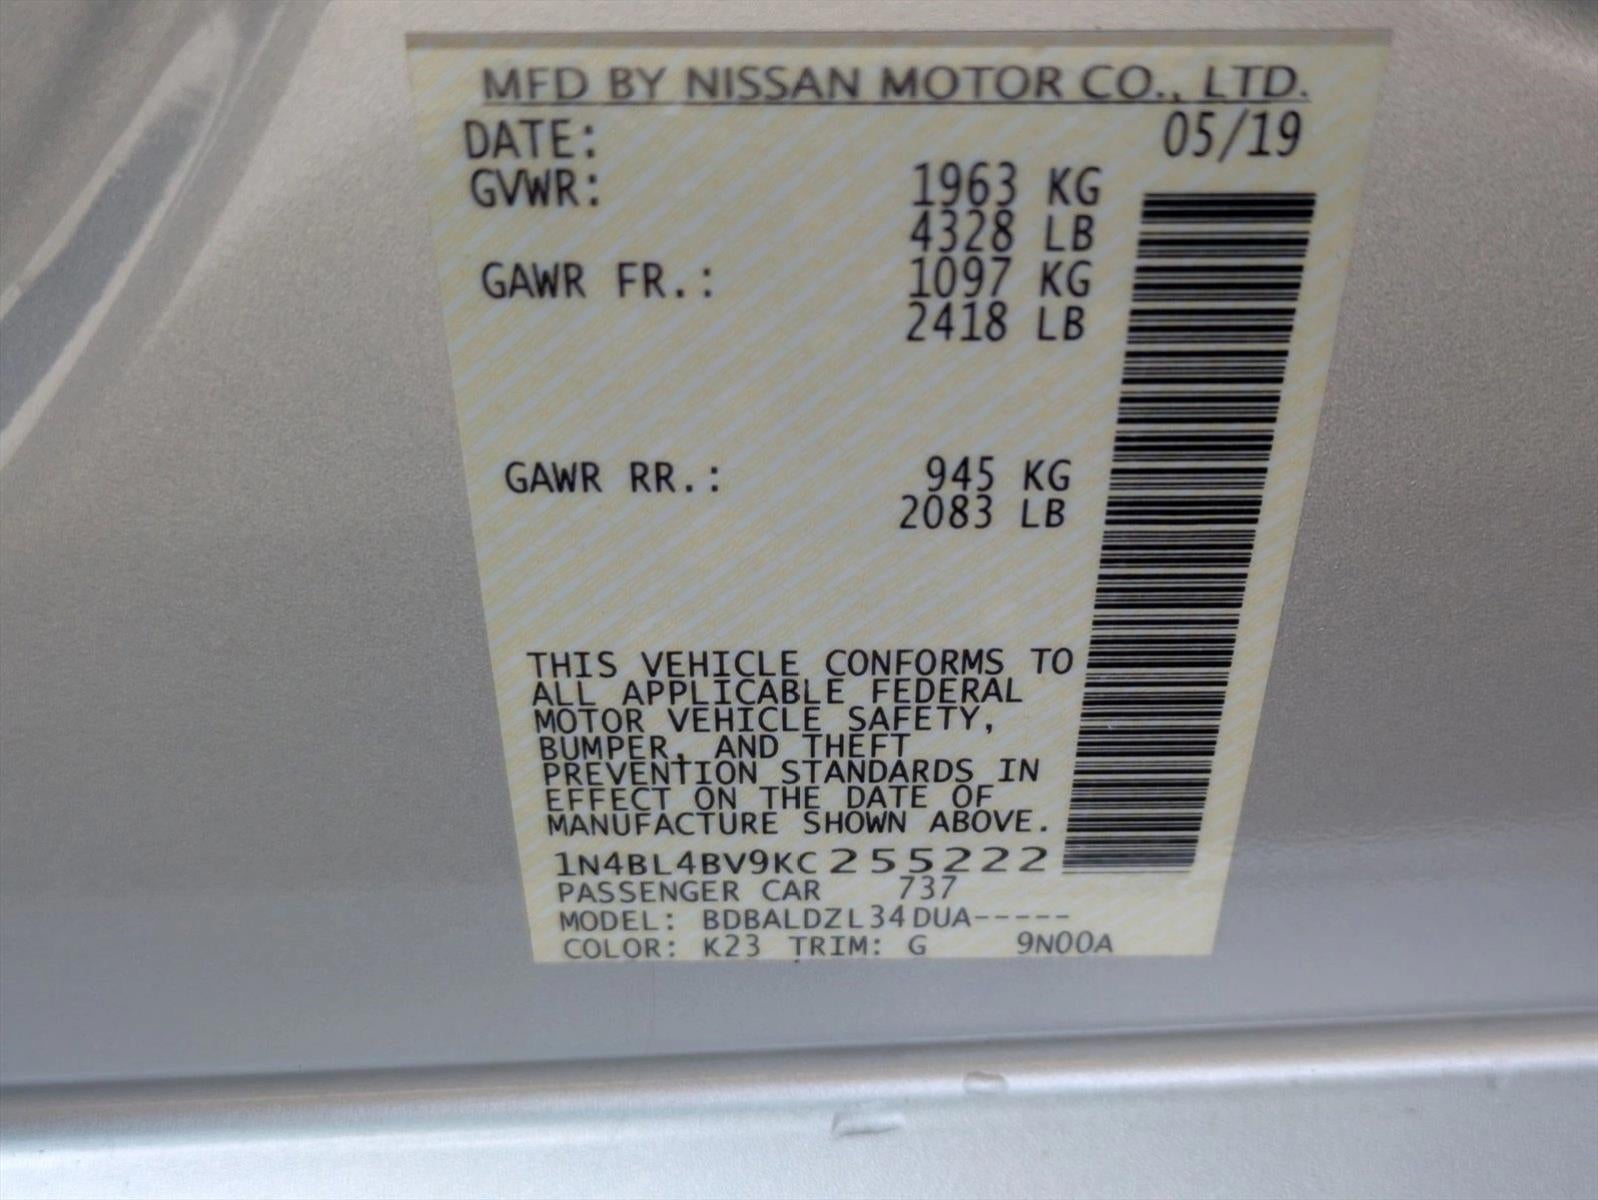 MFD BY NISSAN MOTOR CO., LTD.
DATE: 05/19
GVWR: 1963 KG
4328 LB
GAWR FR.: 1097 KG
2418 LB
GAWR RR.: 945 KG
2083 LB
THIS VEHICLE CONFORMS TO
ALL APPLICABLE FEDERAL
MOTOR VEHICLE SAFETY,
BUMPER, AND THEFT
PREVENTION STANDARDS IN
EFFECT ON THE DATE OF
MANUFACTURE SHOWN ABOVE.
1N4BL4BV9KC255222
PASSENGER CAR 737
MODEL: BDBALDZL34DUA-----
COLOR: K23 TRIM: G 9N00A